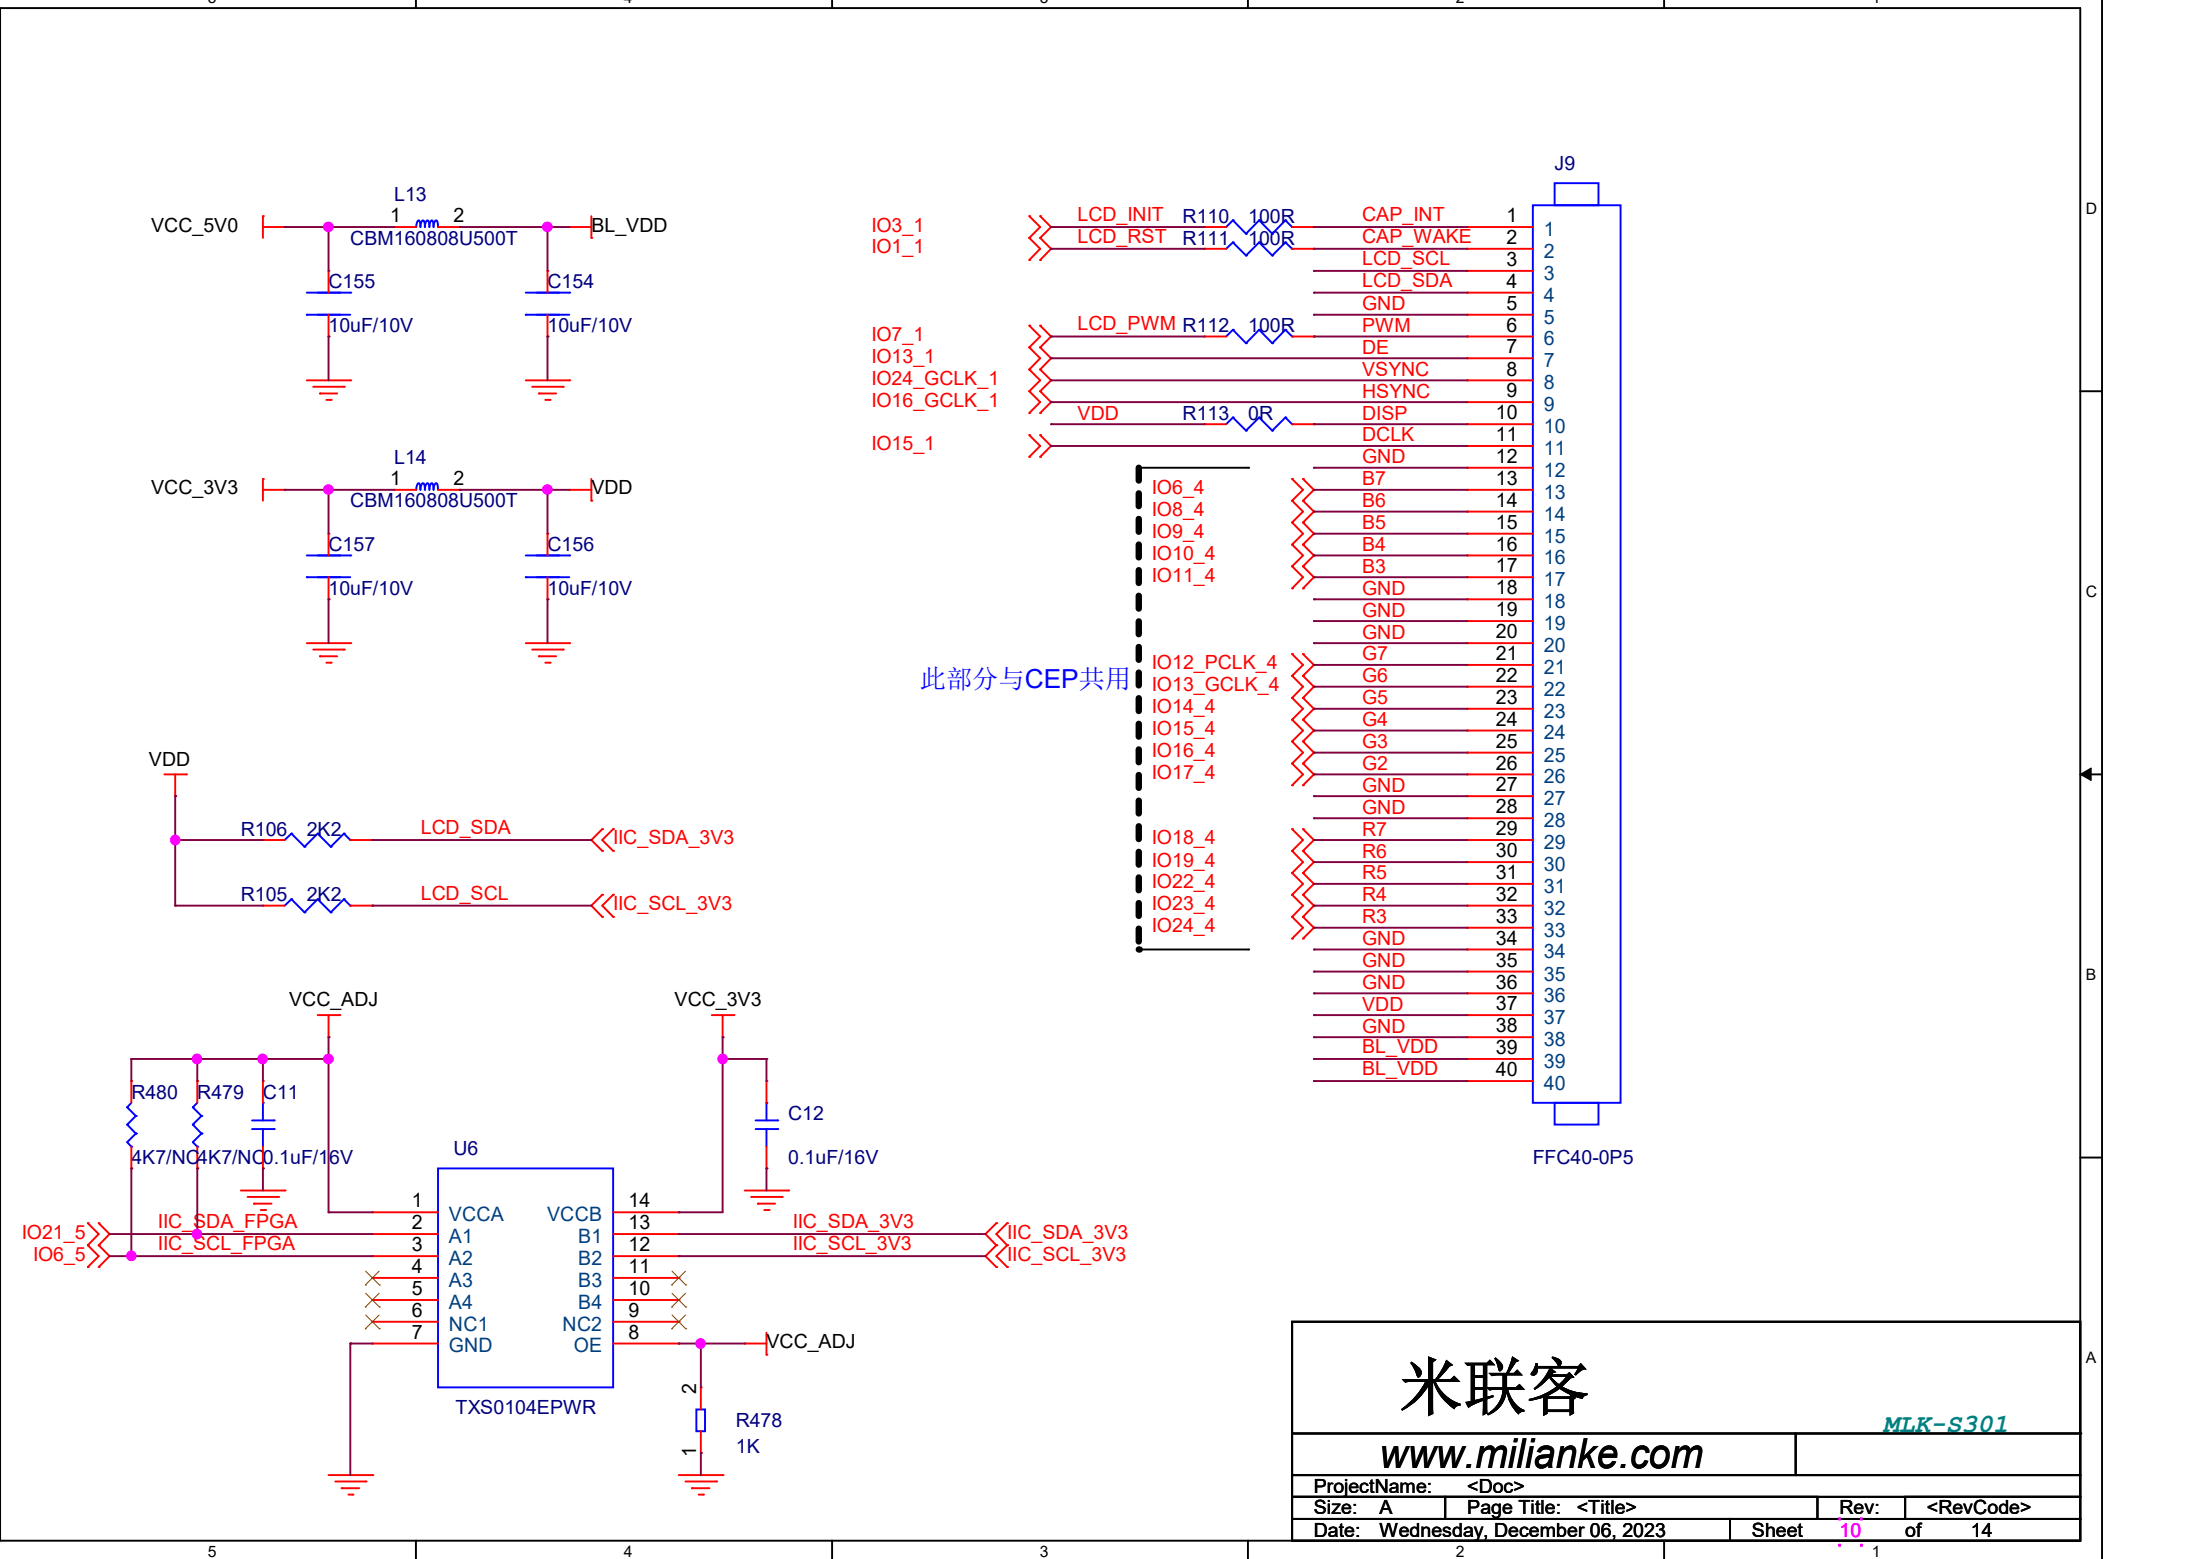 5 4 3 2 1
L13
VCC_5V0
1 2
BL_VDD
CBM160808U500T
C155
C154
10uF/10V
10uF/10V
L14
VCC_3V3
1 2
VDD
CBM160808U500T
C157
C156
10uF/10V
10uF/10V
VDD
R106 2K2 LCD_SDA IIC_SDA_3V3
R105 2K2 LCD_SCL IIC_SCL_3V3
VCC_ADJ
VCC_3V3
R480 R479 C11
C12
4K7/NC 4K7/NC 0.1uF/16V
0.1uF/16V
U6
1 VCCA VCCB 14
IO21_5 IIC_SDA_FPGA 2 A1 B1 13 IIC_SDA_3V3 IIC_SDA_3V3
IO6_5 IIC_SCL_FPGA 3 A2 B2 12 IIC_SCL_3V3 IIC_SCL_3V3
4 A3 B3 11
5 A4 B4 10
6 NC1 NC2 9
7 GND OE 8 VCC_ADJ
TXS0104EPWR
2
R478
1K
1
J9
IO3_1 LCD_INIT R110 100R CAP_INT 1 1
IO1_1 LCD_RST R111 100R CAP_WAKE 2 2
LCD_SCL 3 3
LCD_SDA 4 4
GND 5 5
IO7_1 LCD_PWM R112 100R PWM 6 6
IO13_1 DE 7 7
IO24_GCLK_1 VSYNC 8 8
IO16_GCLK_1 HSYNC 9 9
VDD R113 0R DISP 10 10
IO15_1 DCLK 11 11
GND 12 12
IO6_4 B7 13 13
IO8_4 B6 14 14
IO9_4 B5 15 15
IO10_4 B4 16 16
IO11_4 B3 17 17
GND 18 18
GND 19 19
GND 20 20
此部分与CEP共用
IO12_PCLK_4 G7 21 21
IO13_GCLK_4 G6 22 22
IO14_4 G5 23 23
IO15_4 G4 24 24
IO16_4 G3 25 25
IO17_4 G2 26 26
GND 27 27
GND 28 28
IO18_4 R7 29 29
IO19_4 R6 30 30
IO22_4 R5 31 31
IO23_4 R4 32 32
IO24_4 R3 33 33
GND 34 34
GND 35 35
GND 36 36
VDD 37 37
GND 38 38
BL_VDD 39 39
BL_VDD 40 40
FFC40-0P5
D
C
B
A
米联客
MLK-S301
www.milianke.com
ProjectName: <Doc>
Size: A Page Title: <Title> Rev: <RevCode>
Date: Wednesday, December 06, 2023 Sheet 10 of 14
5 4 3 2 1